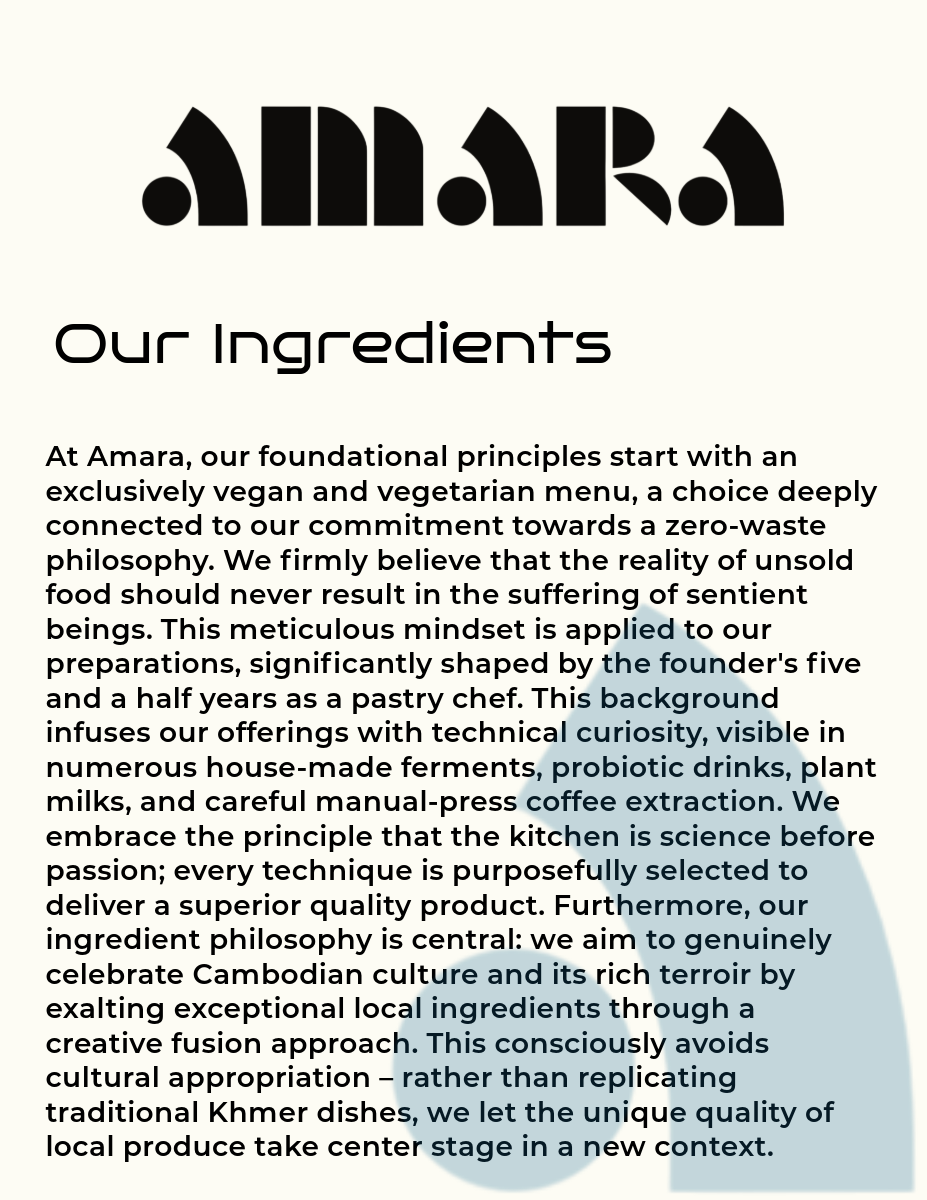 AMARA
Our Ingredients
At Amara, our foundational principles start with an
exclusively vegan and vegetarian menu, a choice deeply
connected to our commitment towards a zero-waste
philosophy. We firmly believe that the reality of unsold
food should never result in the suffering of sentient
beings. This meticulous mindset is applied to our
preparations, significantly shaped by the founder's five
and a half years as a pastry chef. This background
infuses our offerings with technical curiosity, visible in
numerous house-made ferments, probiotic drinks, plant
milks, and careful manual-press coffee extraction. We
embrace the principle that the kitchen is science before
passion; every technique is purposefully selected to
deliver a superior quality product. Furthermore, our
ingredient philosophy is central: we aim to genuinely
celebrate Cambodian culture and its rich terroir by
exalting exceptional local ingredients through a
creative fusion approach. This consciously avoids
cultural appropriation – rather than replicating
traditional Khmer dishes, we let the unique quality of
local produce take center stage in a new context.